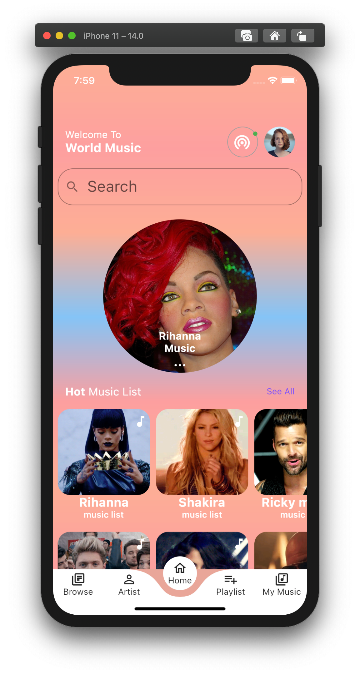 iPhone 11 – 14.0
7:59
Welcome To
World Music
Search
Rihanna
Music
Hot Music List
See All
Rihanna
music list
Shakira
music list
Ricky m
music
Browse
Artist
Home
Playlist
My Music